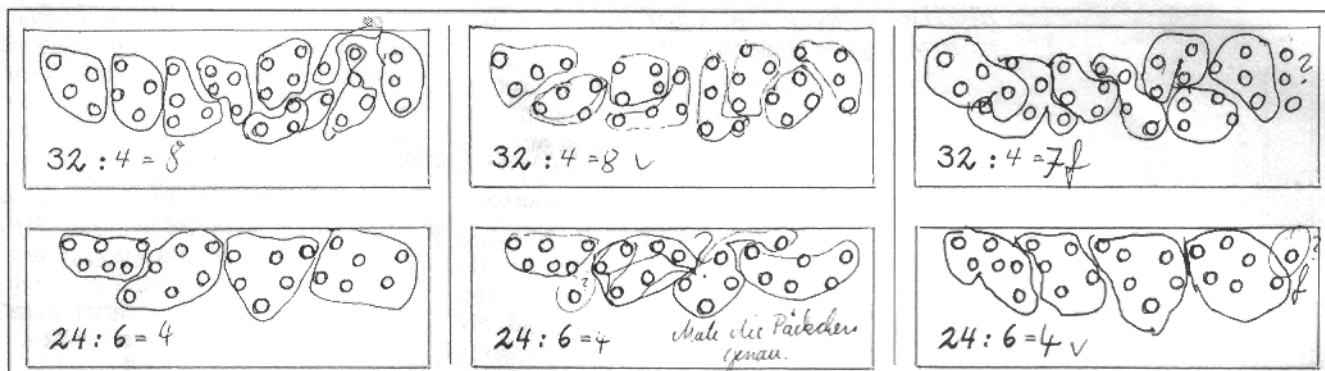 32 : 4 = 8
32 : 4 = 8 v
32 : 4 = 7 f
?
24 : 6 = 4
24 : 6 = 4
?
?
Male die Päckchen
genau.
24 : 6 = 4 v
?
f